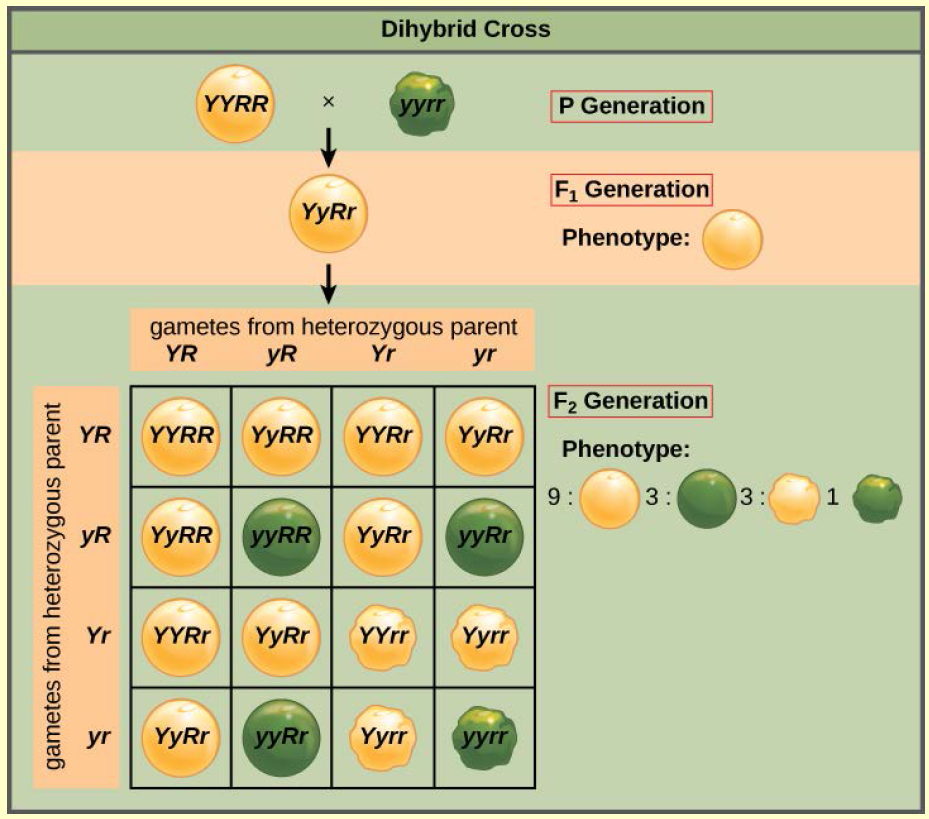 Dihybrid Cross
YYRR × yyrr
P Generation
YyRr
F₁ Generation
Phenotype:
gametes from heterozygous parent
YR yR Yr yr
gametes from heterozygous parent
YR YYRR YyRR YYRr YyRr
yR YyRR yyRR YyRr yyRr
Yr YYRr YyRr YYrr Yyrr
yr YyRr yyRr Yyrr yyrr
F₂ Generation
Phenotype:
9 : 3 : 3 : 1